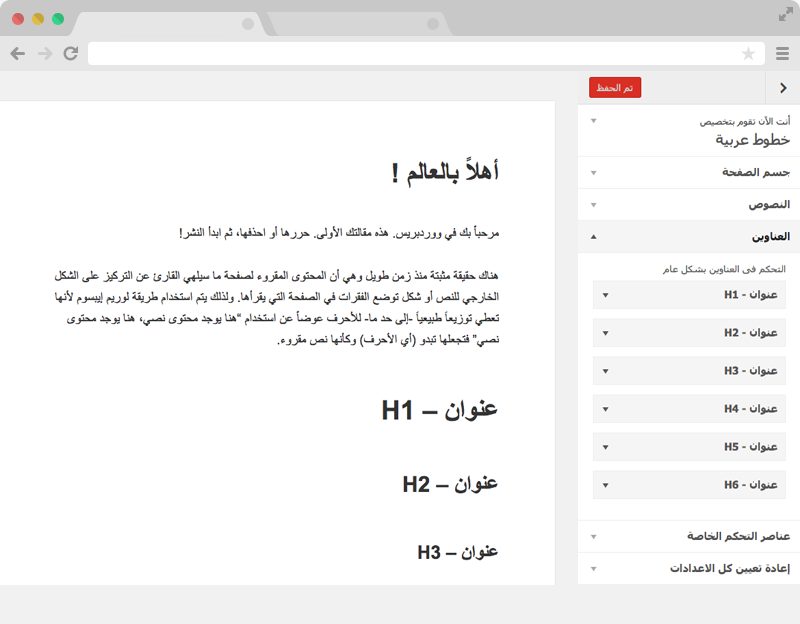 تم الحفظ
أنت الآن تقوم بتخصيص
خطوط عربية
جسم الصفحة
النصوص
العناوين
التحكم فى العناوين بشكل عام
عنوان - H1
عنوان - H2
عنوان - H3
عنوان - H4
عنوان - H5
عنوان - H6
عناصر التحكم الخاصة
إعادة تعيين كل الاعدادات
أهلاً بالعالم !
مرحباً بك في ووردبريس. هذه مقالتك الأولى. حررها أو احذفها، ثم ابدأ النشر!
هناك حقيقة مثبتة منذ زمن طويل وهي أن المحتوى المقروء لصفحة ما سيلهي القارئ عن التركيز على الشكل
الخارجي للنص أو شكل توضع الفقرات في الصفحة التي يقرأها. ولذلك يتم استخدام طريقة لوريم إيبسوم لأنها
تعطي توزيعاَ طبيعياَ -إلى حد ما- للأحرف عوضاً عن استخدام “هنا يوجد محتوى نصي، هنا يوجد محتوى
نصي” فتجعلها تبدو (أي الأحرف) وكأنها نص مقروء.
عنوان – H1
عنوان – H2
عنوان – H3